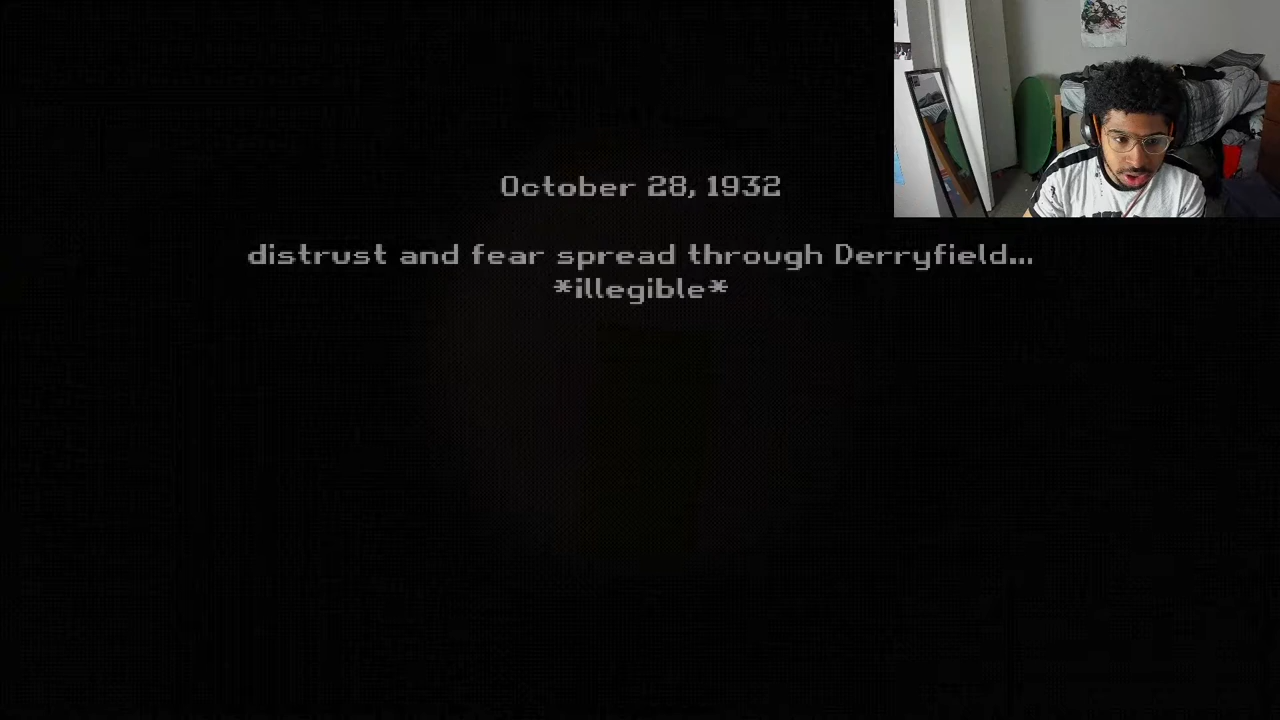 October 28, 1932
distrust and fear spread through Derryfield...
*illegible*